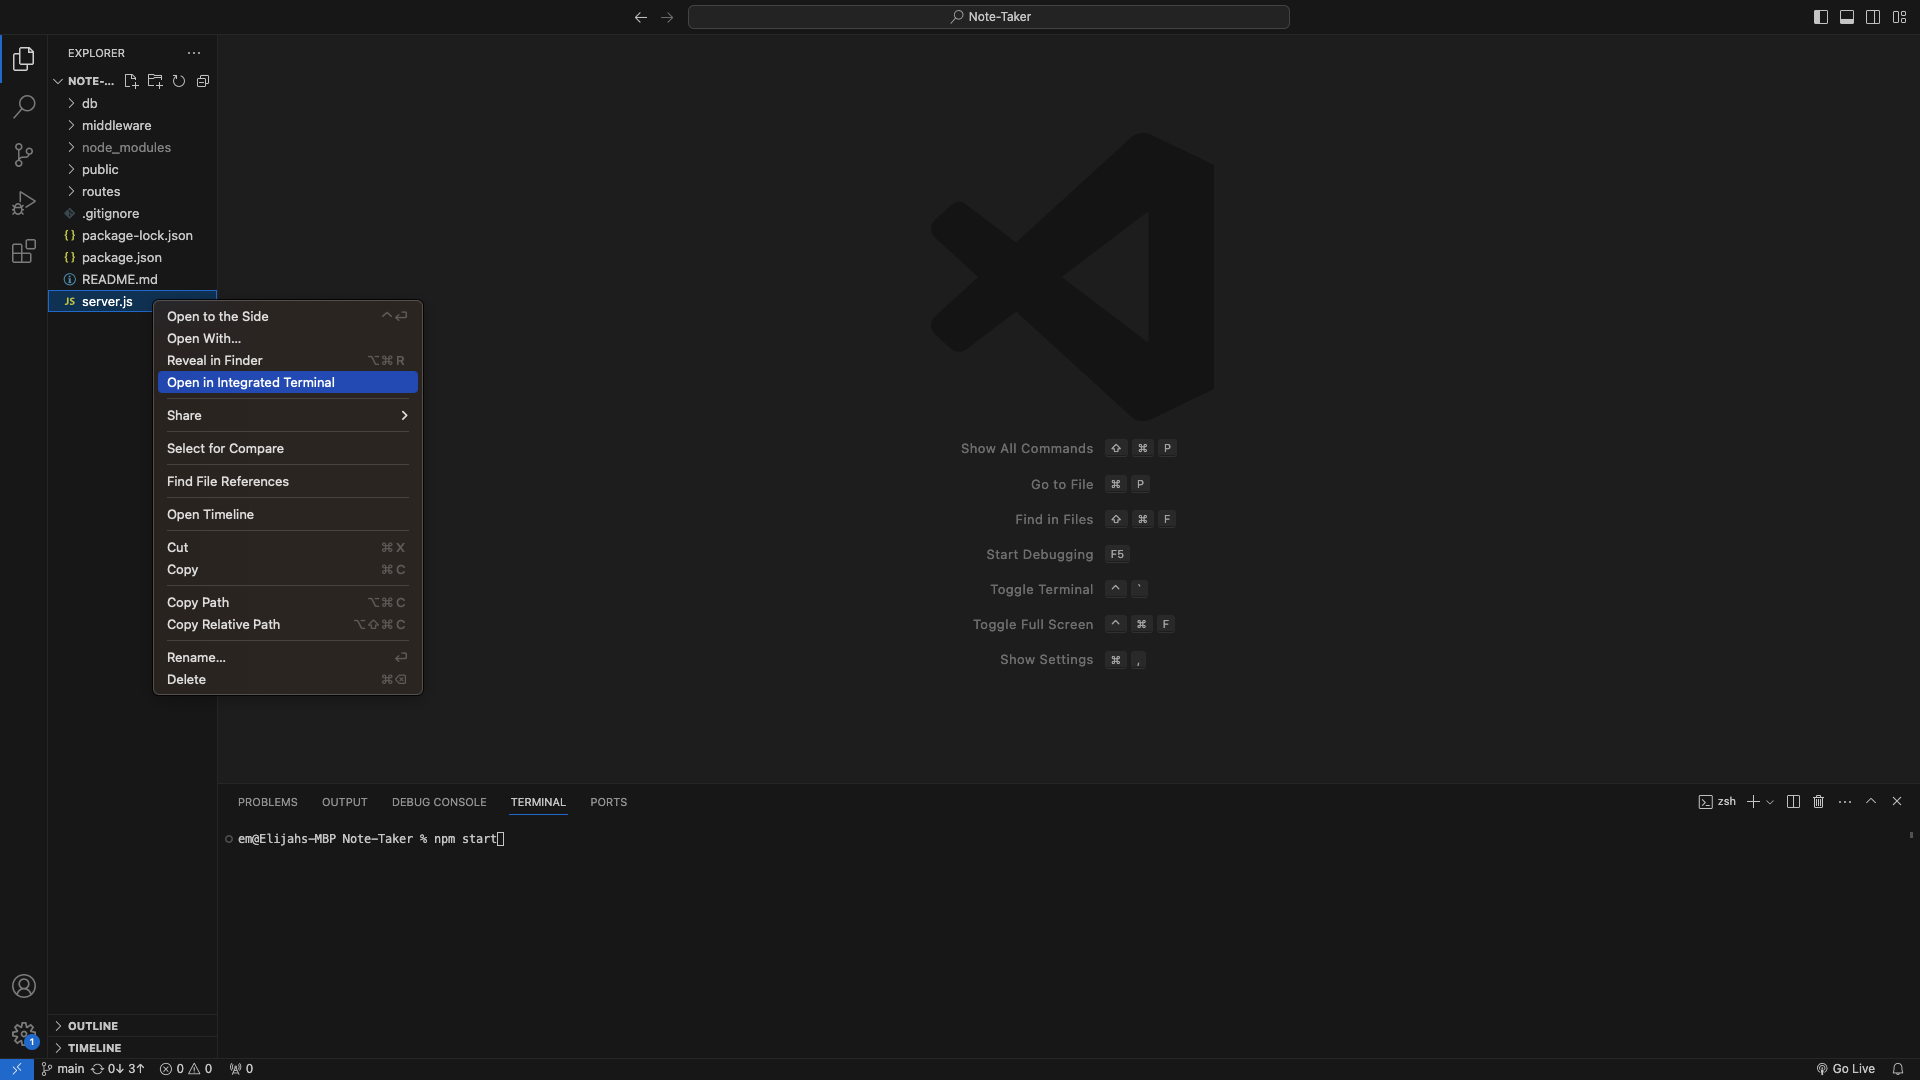 Note-Taker
EXPLORER
NOTE-...
db
middleware
node_modules
public
routes
.gitignore
package-lock.json
package.json
README.md
JS server.js
Open to the Side ^⏎
Open With...
Reveal in Finder ⌥⌘R
Open in Integrated Terminal
Share
Select for Compare
Find File References
Open Timeline
Cut ⌘X
Copy ⌘C
Copy Path ⌥⌘C
Copy Relative Path ⌥⇧⌘C
Rename... ⏎
Delete ⌘⌫
Show All Commands ⇧ ⌘ P
Go to File ⌘ P
Find in Files ⇧ ⌘ F
Start Debugging F5
Toggle Terminal ^ `
Toggle Full Screen ^ ⌘ F
Show Settings ⌘ ,
PROBLEMS OUTPUT DEBUG CONSOLE TERMINAL PORTS
zsh
em@Elijahs-MBP Note-Taker % npm start
OUTLINE
1
TIMELINE
main 0↓ 3↑ 0 0 0 Go Live